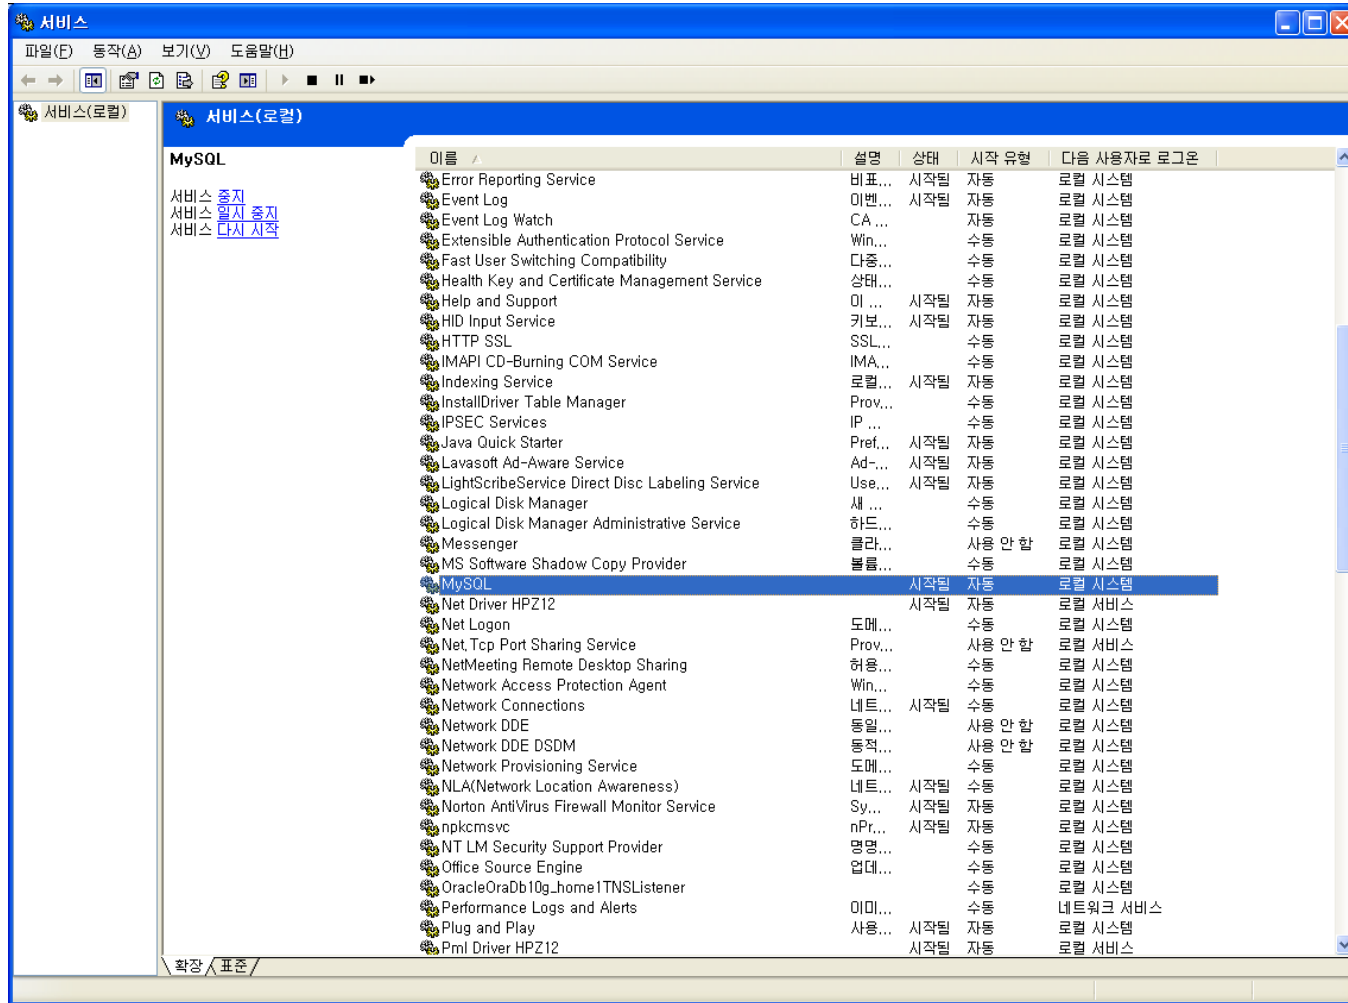 서비스
파일(F) 동작(A) 보기(V) 도움말(H)
서비스(로컬)
서비스(로컬)
MySQL
서비스 중지
서비스 일시 중지
서비스 다시 시작
이름 설명 상태 시작 유형 다음 사용자로 로그온
Error Reporting Service 비표... 시작됨 자동 로컬 시스템
Event Log 이벤... 시작됨 자동 로컬 시스템
Event Log Watch CA ... 자동 로컬 시스템
Extensible Authentication Protocol Service Win... 수동 로컬 시스템
Fast User Switching Compatibility 다중... 수동 로컬 시스템
Health Key and Certificate Management Service 상태... 수동 로컬 시스템
Help and Support 이 ... 시작됨 자동 로컬 시스템
HID Input Service 키보... 시작됨 자동 로컬 시스템
HTTP SSL SSL... 수동 로컬 시스템
IMAPI CD-Burning COM Service IMA... 수동 로컬 시스템
Indexing Service 로컬... 시작됨 자동 로컬 시스템
InstallDriver Table Manager Prov... 수동 로컬 시스템
IPSEC Services IP ... 수동 로컬 시스템
Java Quick Starter Pref... 시작됨 자동 로컬 시스템
Lavasoft Ad-Aware Service Ad-... 시작됨 자동 로컬 시스템
LightScribeService Direct Disc Labeling Service Use... 시작됨 자동 로컬 시스템
Logical Disk Manager 새 ... 수동 로컬 시스템
Logical Disk Manager Administrative Service 하드... 수동 로컬 시스템
Messenger 클라... 사용 안 함 로컬 시스템
MS Software Shadow Copy Provider 볼륨... 수동 로컬 시스템
MySQL 시작됨 자동 로컬 시스템
Net Driver HPZ12 시작됨 자동 로컬 서비스
Net Logon 도메... 수동 로컬 시스템
Net.Tcp Port Sharing Service Prov... 사용 안 함 로컬 서비스
NetMeeting Remote Desktop Sharing 허용... 수동 로컬 시스템
Network Access Protection Agent Win... 수동 로컬 시스템
Network Connections 네트... 시작됨 수동 로컬 시스템
Network DDE 동일... 사용 안 함 로컬 시스템
Network DDE DSDM 동적... 사용 안 함 로컬 시스템
Network Provisioning Service 도메... 수동 로컬 시스템
NLA(Network Location Awareness) 네트... 시작됨 수동 로컬 시스템
Norton AntiVirus Firewall Monitor Service Sy... 시작됨 자동 로컬 시스템
npkcmsvc nPr... 시작됨 자동 로컬 시스템
NT LM Security Support Provider 명명... 수동 로컬 시스템
Office Source Engine 업데... 수동 로컬 시스템
OracleOraDb10g_home1TNSListener 수동 로컬 시스템
Performance Logs and Alerts 이미... 수동 네트워크 서비스
Plug and Play 사용... 시작됨 자동 로컬 시스템
Pml Driver HPZ12 시작됨 자동 로컬 서비스
확장 표준